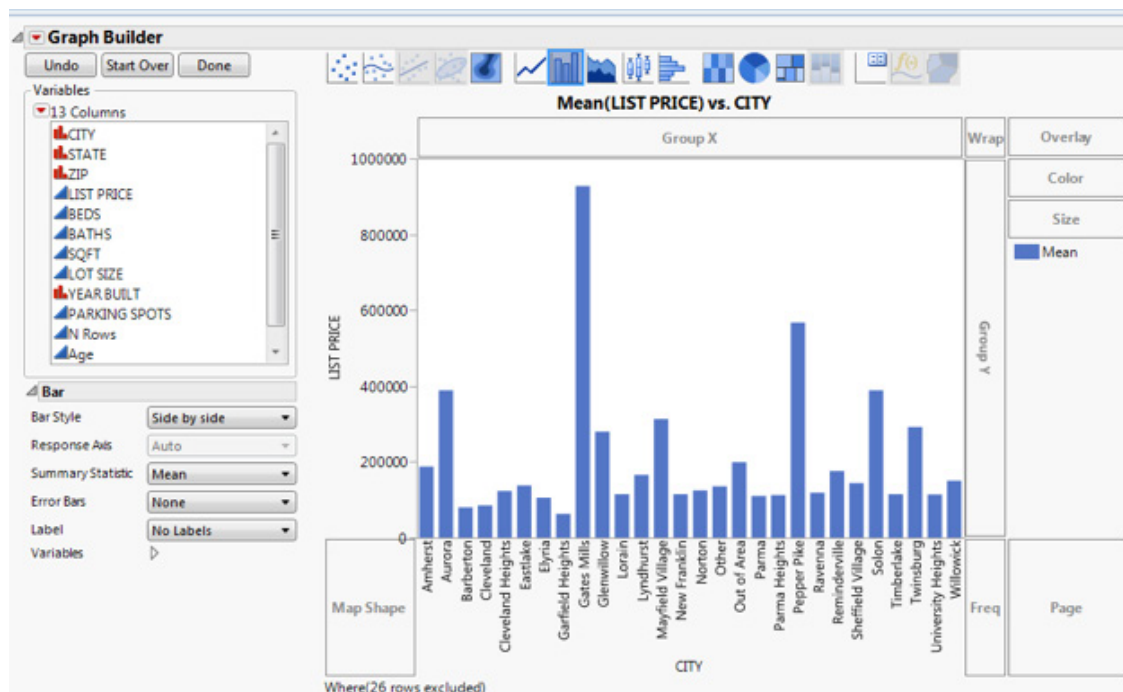 Graph Builder
Undo Start Over Done
Variables
13 Columns
CITY
STATE
ZIP
LIST PRICE
BEDS
BATHS
SQFT
LOT SIZE
YEAR BUILT
PARKING SPOTS
N Rows
Age
Bar
Bar Style Side by side
Response Axis Auto
Summary Statistic Mean
Error Bars None
Label No Labels
Variables
Mean(LIST PRICE) vs. CITY
Group X
Wrap
Overlay
Color
Size
Mean
Group Y
LIST PRICE
1000000
800000
600000
400000
200000
0
Amherst
Aurora
Barberton
Cleveland
Cleveland Heights
Eastlake
Elyria
Garfield Heights
Gates Mills
Glenwillow
Lorain
Lyndhurst
Mayfield Village
New Franklin
Norton
Other
Out of Area
Parma
Parma Heights
Pepper Pike
Ravenna
Reminderville
Sheffield Village
Solon
Timberlake
Twinsburg
University Heights
Willowick
Map Shape
CITY
Freq
Page
Where(26 rows excluded)